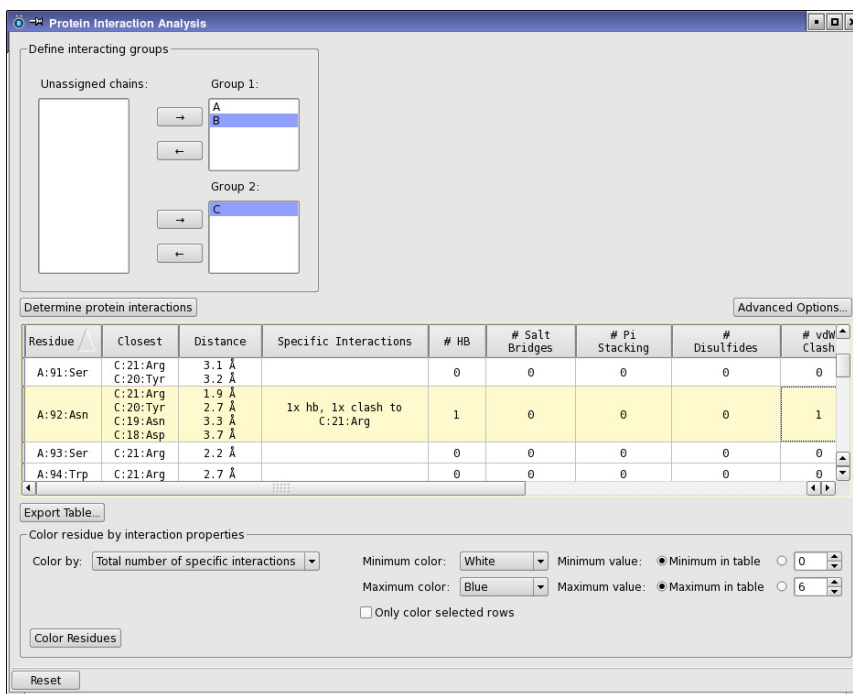 Protein Interaction Analysis
Define interacting groups
Unassigned chains:
Group 1:
→
A
B
←
Group 2:
→
C
←
Determine protein interactions
Advanced Options...
Residue Closest Distance Specific Interactions # HB # Salt Bridges # Pi Stacking # Disulfides # vdW Clash
A:91:Ser C:21:Arg 3.1 Å 0 0 0 0 0
C:20:Tyr 3.2 Å
A:92:Asn C:21:Arg 1.9 Å 1x hb, 1x clash to C:21:Arg 1 0 0 0 1
C:20:Tyr 2.7 Å
C:19:Asn 3.3 Å
C:18:Asp 3.7 Å
A:93:Ser C:21:Arg 2.2 Å 0 0 0 0 0
A:94:Trp C:21:Arg 2.7 Å 0 0 0 0 0
Export Table...
Color residue by interaction properties
Color by: Total number of specific interactions Minimum color: White Minimum value: Minimum in table 0
Maximum color: Blue Maximum value: Maximum in table 6
Only color selected rows
Color Residues
Reset